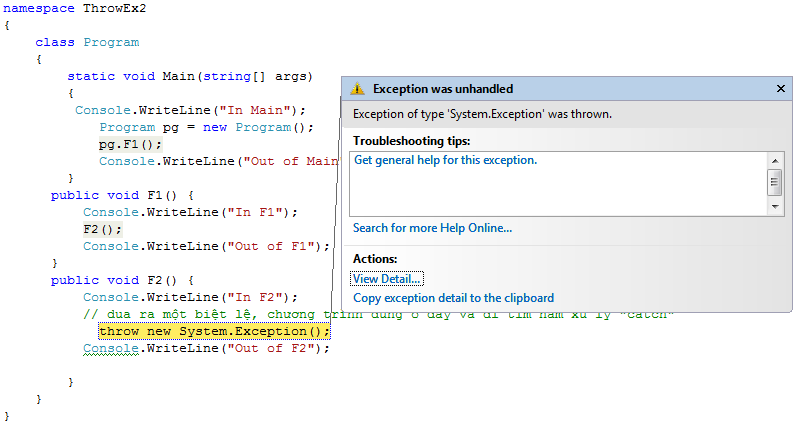 namespace ThrowEx2
{
class Program
{
static void Main(string[] args)
{
Console.WriteLine("In Main");
Program pg = new Program();
pg.F1();
Console.WriteLine("Out of Main"
}
public void F1() {
Console.WriteLine("In F1");
F2();
Console.WriteLine("Out of F1");
}
public void F2() {
Console.WriteLine("In F2");
// dua ra một biệt lệ, chuong trinh dung o day va di tim ham xu ly "catch"
throw new System.Exception();
Console.WriteLine("Out of F2");
}
}
}
Exception was unhandled
Exception of type 'System.Exception' was thrown.
Troubleshooting tips:
Get general help for this exception.
Search for more Help Online...
Actions:
View Detail...
Copy exception detail to the clipboard